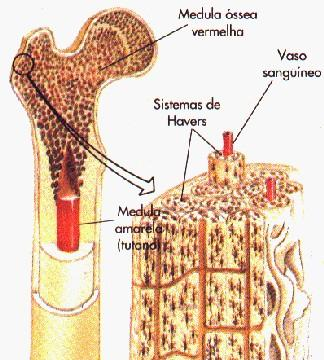 Medula óssea
vermelha
Vaso
sanguíneo
Sistemas de
Havers
Medula
amarela
(tutano)